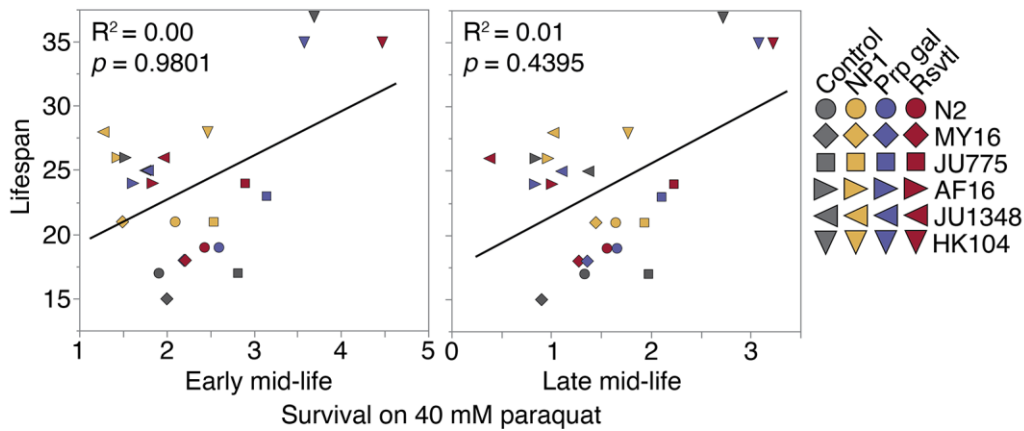 R² = 0.00
p = 0.9801
R² = 0.01
p = 0.4395
Lifespan
35
30
25
20
15
1 2 3 4 5
0 1 2 3
Early mid-life
Late mid-life
Survival on 40 mM paraquat
Control
NP1
Prp gal
Rsvtl
N2
MY16
JU775
AF16
JU1348
HK104